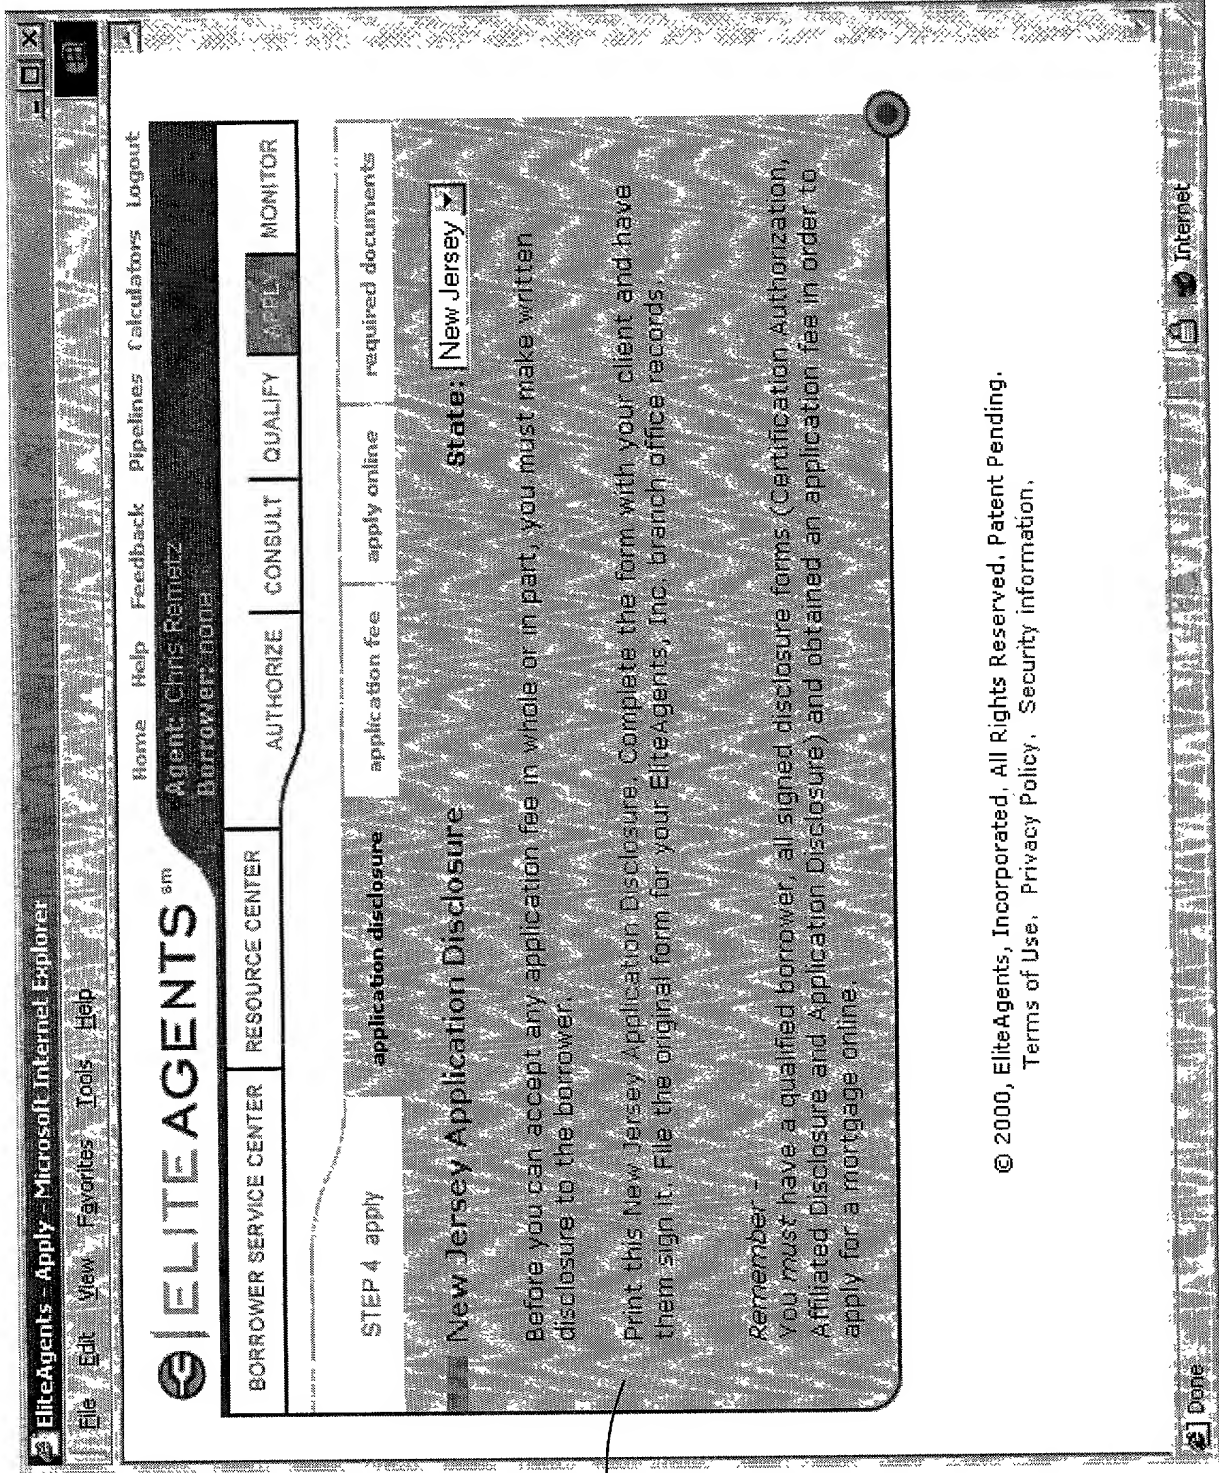 EliteAgents - Apply - Microsoft Internet Explorer
File Edit View Favorites Tools Help
Home Help Feedback Pipelines Calculators Logout
ELITEAGENTS sm
Agent: Chris Remetz
Borrower: none
BORROWER SERVICE CENTER RESOURCE CENTER AUTHORIZE CONSULT QUALIFY APPLY MONITOR
STEP 4 apply application disclosure application fee apply online required documents
New Jersey Application Disclosure State: New Jersey
Before you can accept any application fee in whole or in part, you must make written
disclosure to the borrower.
Print this New Jersey Application Disclosure. Complete the form with your client and have
them sign it. File the original form for your EliteAgents, Inc. branch office records.
Remember -
You must have a qualified borrower, all signed disclosure forms (Certification Authorization,
Affiliated Disclosure and Application Disclosure) and obtained an application fee in order to
apply for a mortgage online.
© 2000, EliteAgents, Incorporated. All Rights Reserved. Patent Pending.
Terms of Use. Privacy Policy. Security information.
Done Internet